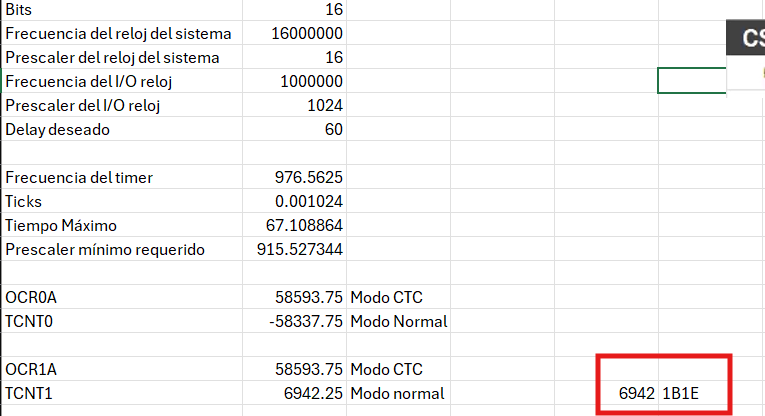 Bits 16
Frecuencia del reloj del sistema 16000000
Prescaler del reloj del sistema 16
Frecuencia del I/O reloj 1000000
Prescaler del I/O reloj 1024
Delay deseado 60
Frecuencia del timer 976.5625
Ticks 0.001024
Tiempo Máximo 67.108864
Prescaler mínimo requerido 915.527344
OCR0A 58593.75 Modo CTC
TCNT0 -58337.75 Modo Normal
OCR1A 58593.75 Modo CTC
TCNT1 6942.25 Modo normal 6942 1B1E